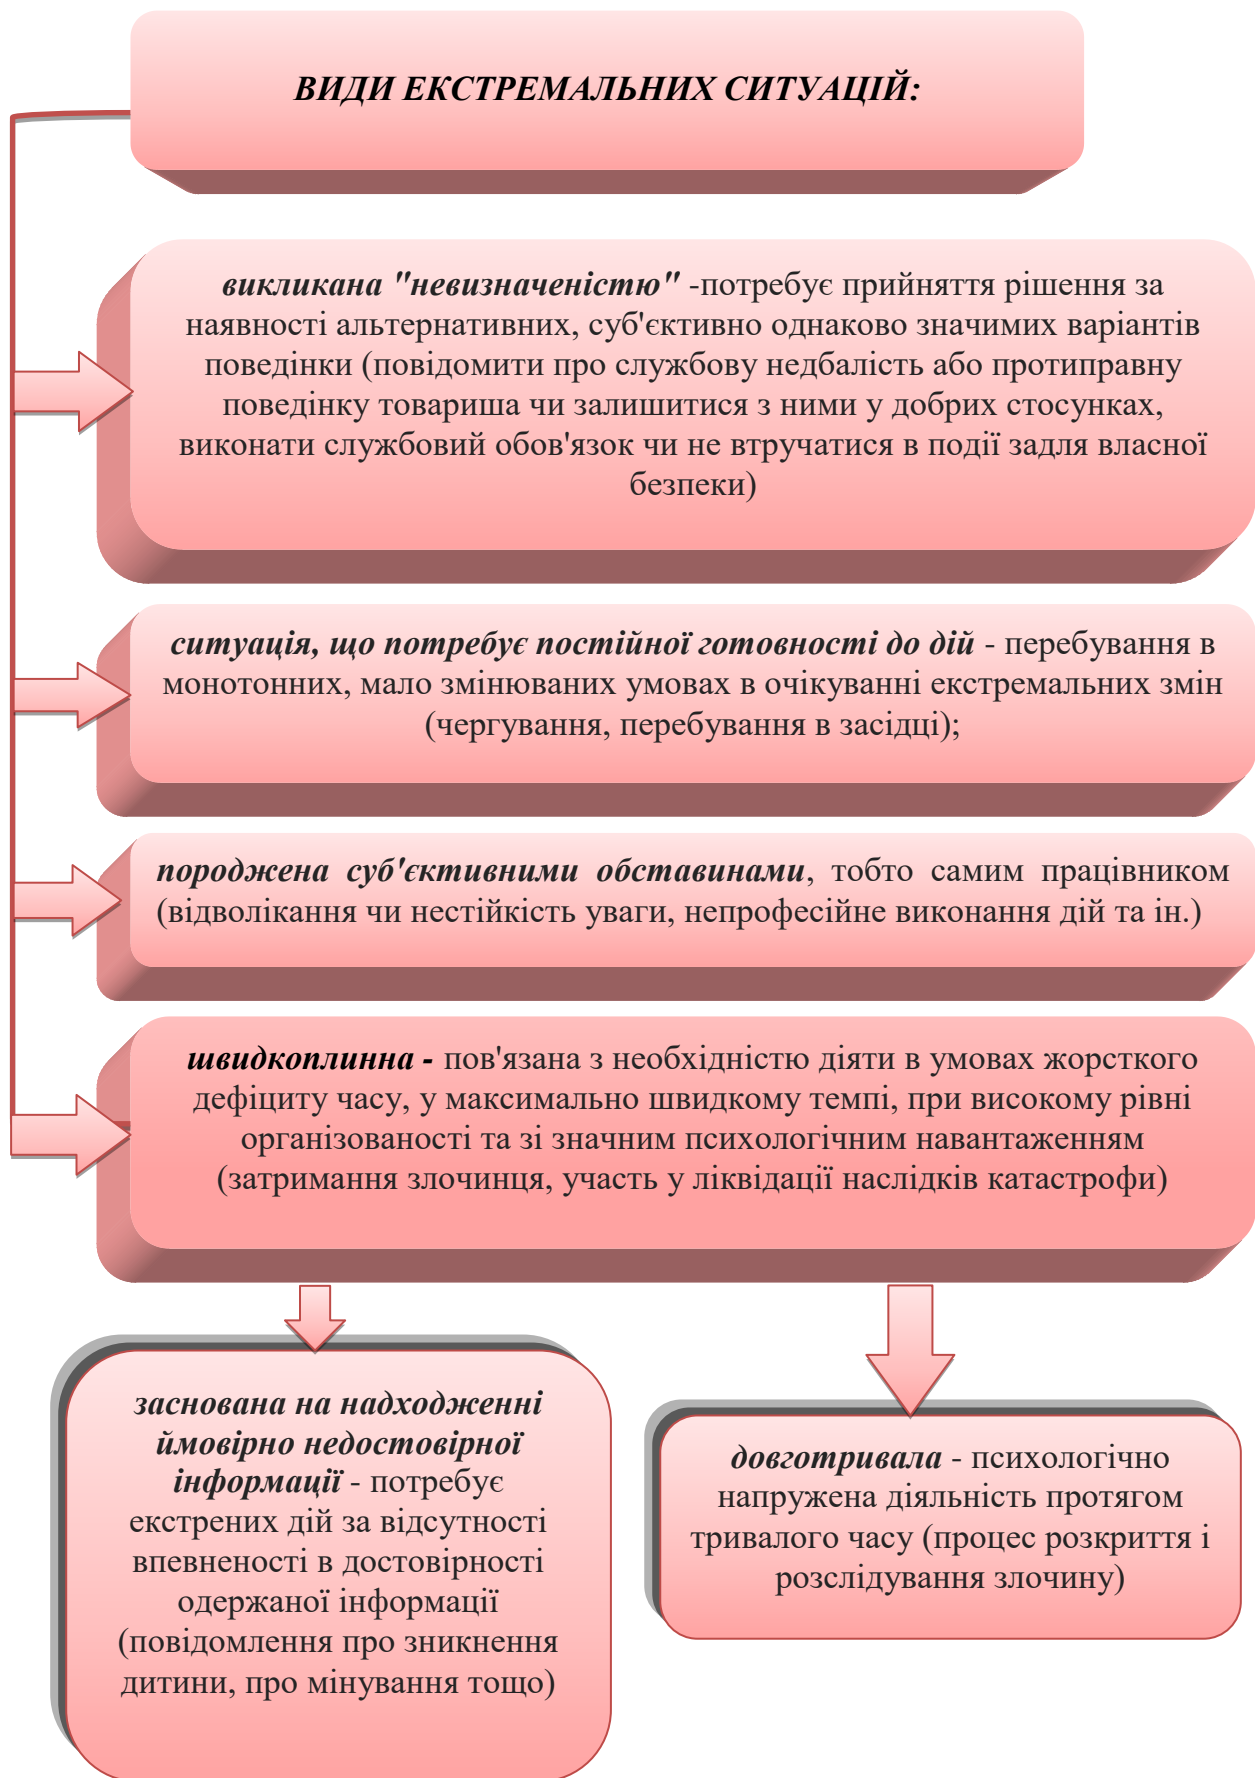 ВИДИ ЕКСТРЕМАЛЬНИХ СИТУАЦІЙ:
викликана "невизначеністю" -потребує прийняття рішення за
наявності альтернативних, суб'єктивно однаково значимих варіантів
поведінки (повідомити про службову недбалість або протиправну
поведінку товариша чи залишитися з ними у добрих стосунках,
виконати службовий обов'язок чи не втручатися в події задля власної
безпеки)
ситуація, що потребує постійної готовності до дій - перебування в
монотонних, мало змінюваних умовах в очікуванні екстремальних змін
(чергування, перебування в засідці);
породжена суб'єктивними обставинами, тобто самим працівником
(відволікання чи нестійкість уваги, непрофесійне виконання дій та ін.)
швидкоплинна - пов'язана з необхідністю діяти в умовах жорсткого
дефіциту часу, у максимально швидкому темпі, при високому рівні
організованості та зі значним психологічним навантаженням
(затримання злочинця, участь у ліквідації наслідків катастрофи)
заснована на надходженні
ймовірно недостовірної
інформації - потребує
екстрених дій за відсутності
впевненості в достовірності
одержаної інформації
(повідомлення про зникнення
дитини, про мінування тощо)
довготривала - психологічно
напружена діяльність протягом
тривалого часу (процес розкриття і
розслідування злочину)